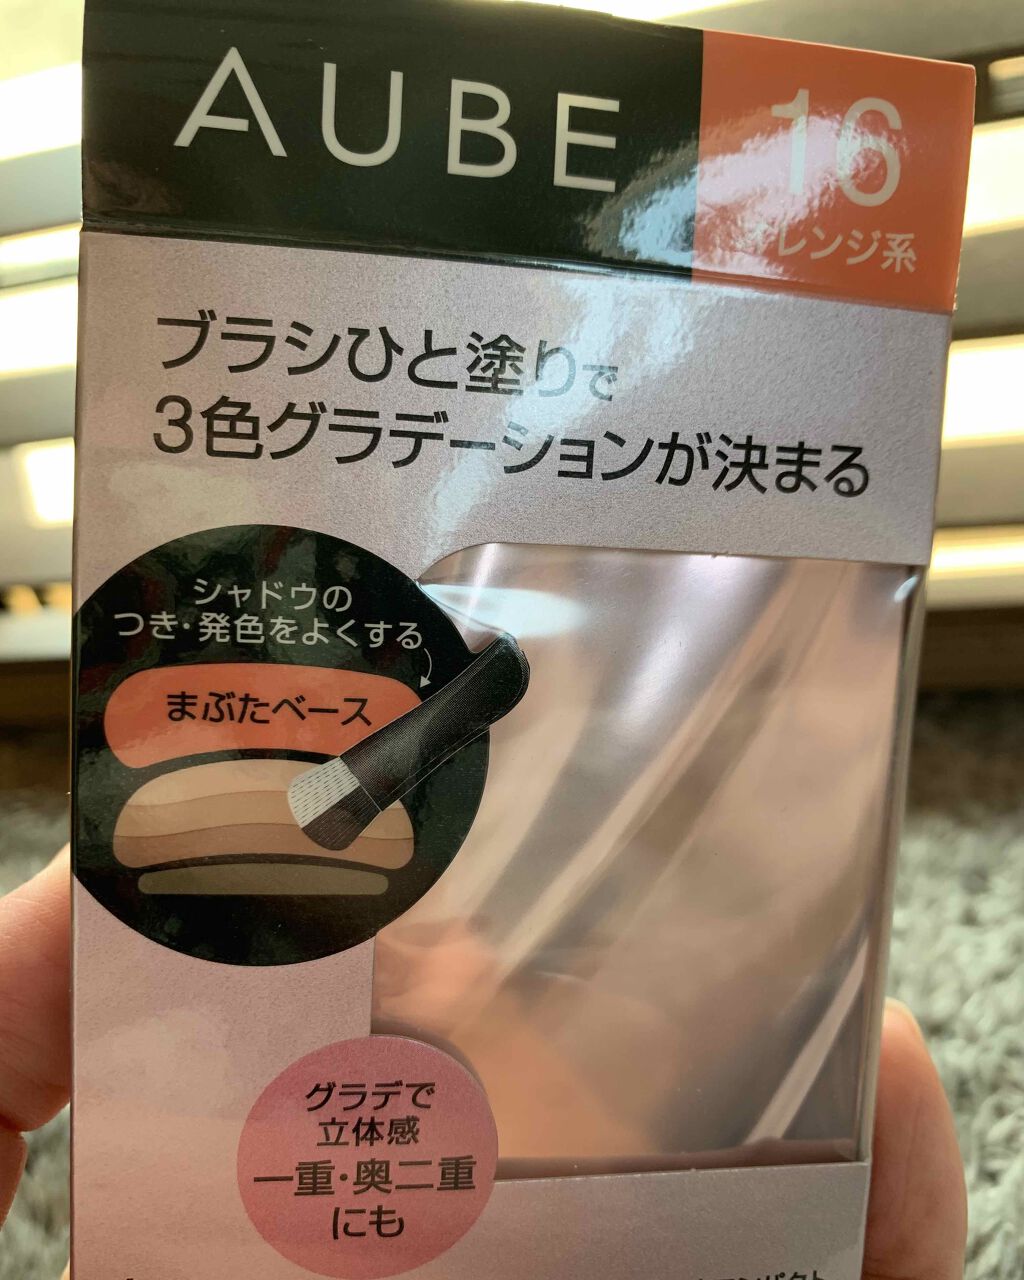 AUBE
16
オレンジ系
ブラシひと塗りで
3色グラデーションが決まる
シャドウの
つき・発色をよくする
まぶたベース
グラデで
立体感
一重・奥二重
にも